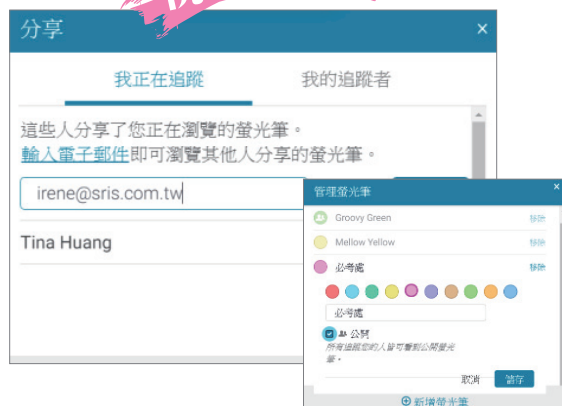 分享
×
我正在追蹤
我的追蹤者
這些人分享了您正在瀏覽的螢光筆。
輸入電子郵件即可瀏覽其他人分享的螢光筆。
irene@sris.com.tw
Tina Huang
管理螢光筆
×
Groovy Green 移除
Mellow Yellow 移除
必考處 移除
必考處
公開
所有追蹤您的人皆可看到公開螢光
筆。
取消 儲存
新增螢光筆